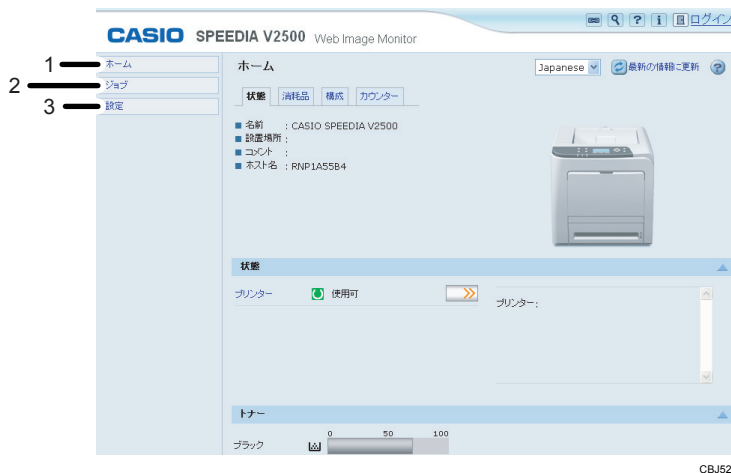 CASIO SPEEDIA V2500 Web Image Monitor
ログイン
1 ホーム
2 ジョブ
3 設定
ホーム
Japanese 最新の情報に更新
状態 消耗品 構成 カウンター
名前 : CASIO SPEEDIA V2500
設置場所 :
コメント :
ホスト名 : RNP1A55B4
状態
プリンター 使用可
プリンター:
トナー
0 50 100
ブラック
CBJ52